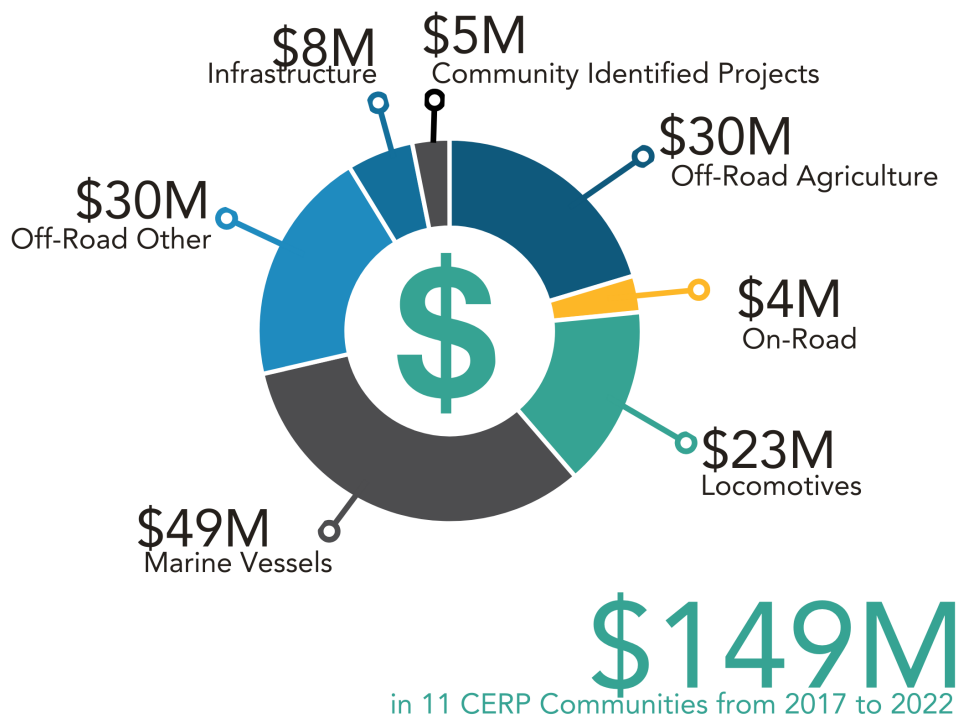 $8M
Infrastructure
$5M
Community Identified Projects
$30M
Off-Road Agriculture
$30M
Off-Road Other
$
$4M
On-Road
$23M
Locomotives
$49M
Marine Vessels
$149M
in 11 CERP Communities from 2017 to 2022